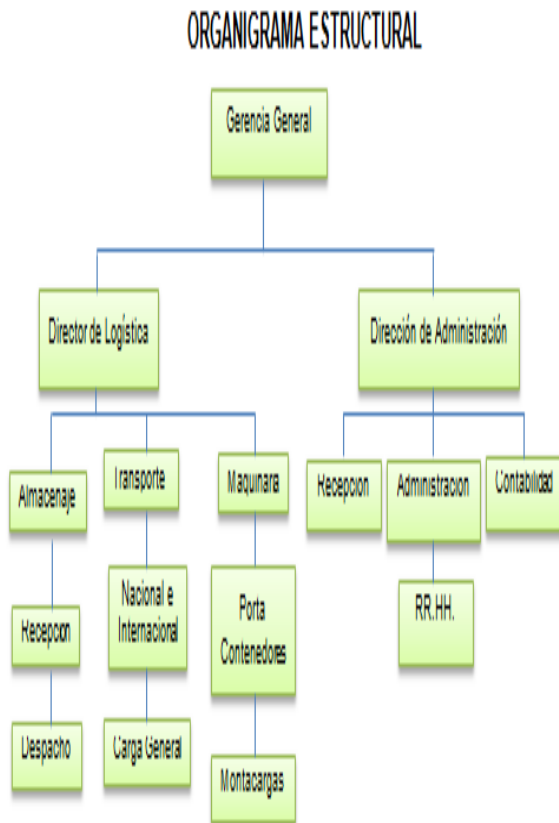 ORGANIGRAMA ESTRUCTURAL
Gerencia General
Director de Logística
Dirección de Administración
Almacenaje
Transporte
Maquinara
Recepcion
Administracion
Contabilidad
Recepcion
Nacional e
Internacional
Porta
Contenedores
RR.HH.
Despacho
Carga General
Montacargas